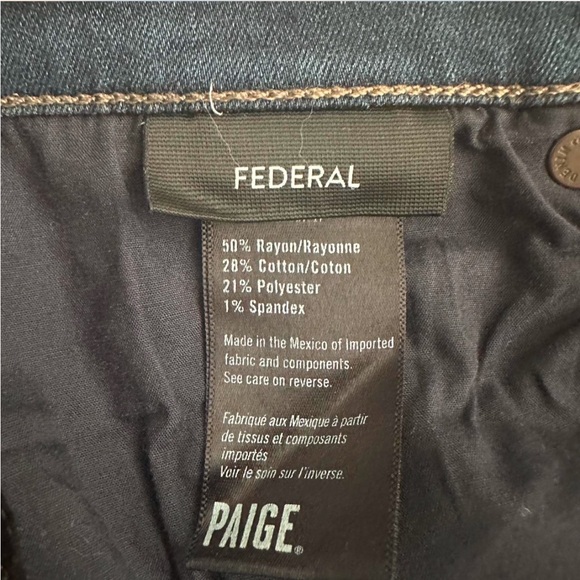 FEDERAL
50% Rayon/Rayonne
28% Cotton/Coton
21% Polyester
1% Spandex
Made in the Mexico of Imported
fabric and components.
See care on reverse.
Fabriqué aux Mexique à partir
de tissus et composants
importés
Voir le soin sur l'inverse.
PAIGE®